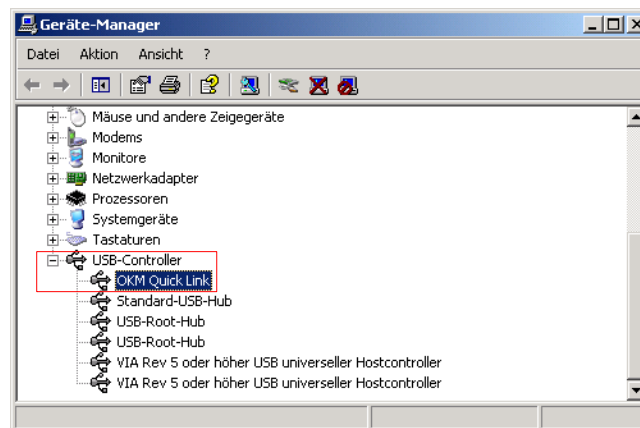 Geräte-Manager
Datei Aktion Ansicht ?
Mäuse und andere Zeigegeräte
Modems
Monitore
Netzwerkadapter
Prozessoren
Systemgeräte
Tastaturen
USB-Controller
OKM Quick Link
Standard-USB-Hub
USB-Root-Hub
USB-Root-Hub
VIA Rev 5 oder höher USB universeller Hostcontroller
VIA Rev 5 oder höher USB universeller Hostcontroller